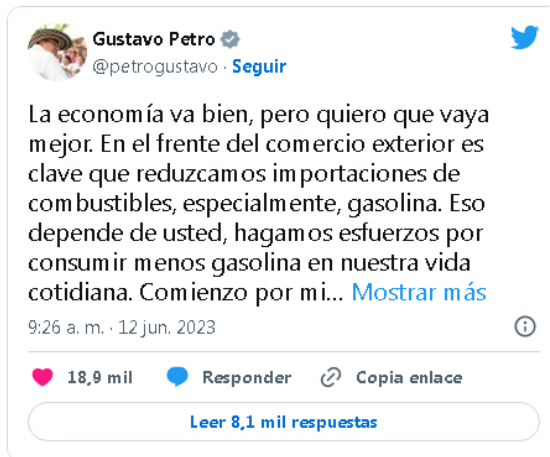 Gustavo Petro
@petrogustavo · Seguir
La economía va bien, pero quiero que vaya
mejor. En el frente del comercio exterior es
clave que reduzcamos importaciones de
combustibles, especialmente, gasolina. Eso
depende de usted, hagamos esfuerzos por
consumir menos gasolina en nuestra vida
cotidiana. Comienzo por mi... Mostrar más
9:26 a. m. · 12 jun. 2023
18,9 mil Responder Copia enlace
Leer 8,1 mil respuestas